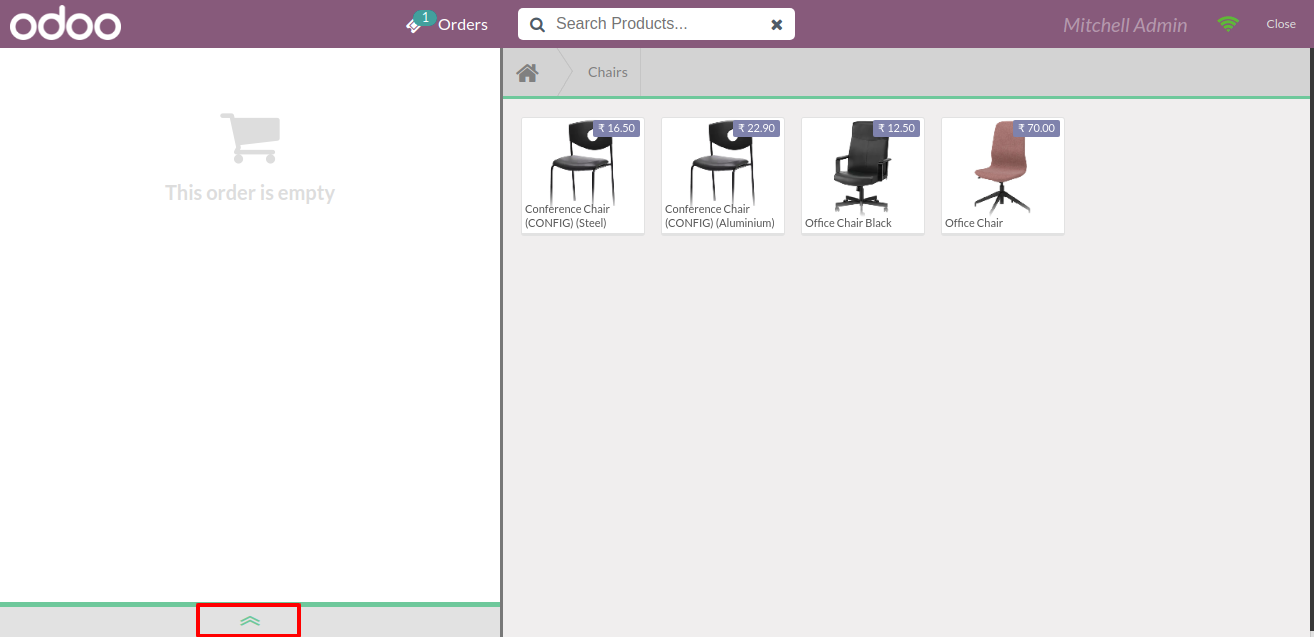 odoo
1
Orders
Search Products...
Mitchell Admin
Close
Chairs
This order is empty
₹ 16.50
Conference Chair
(CONFIG) (Steel)
₹ 22.90
Conference Chair
(CONFIG) (Aluminium)
₹ 12.50
Office Chair Black
₹ 70.00
Office Chair